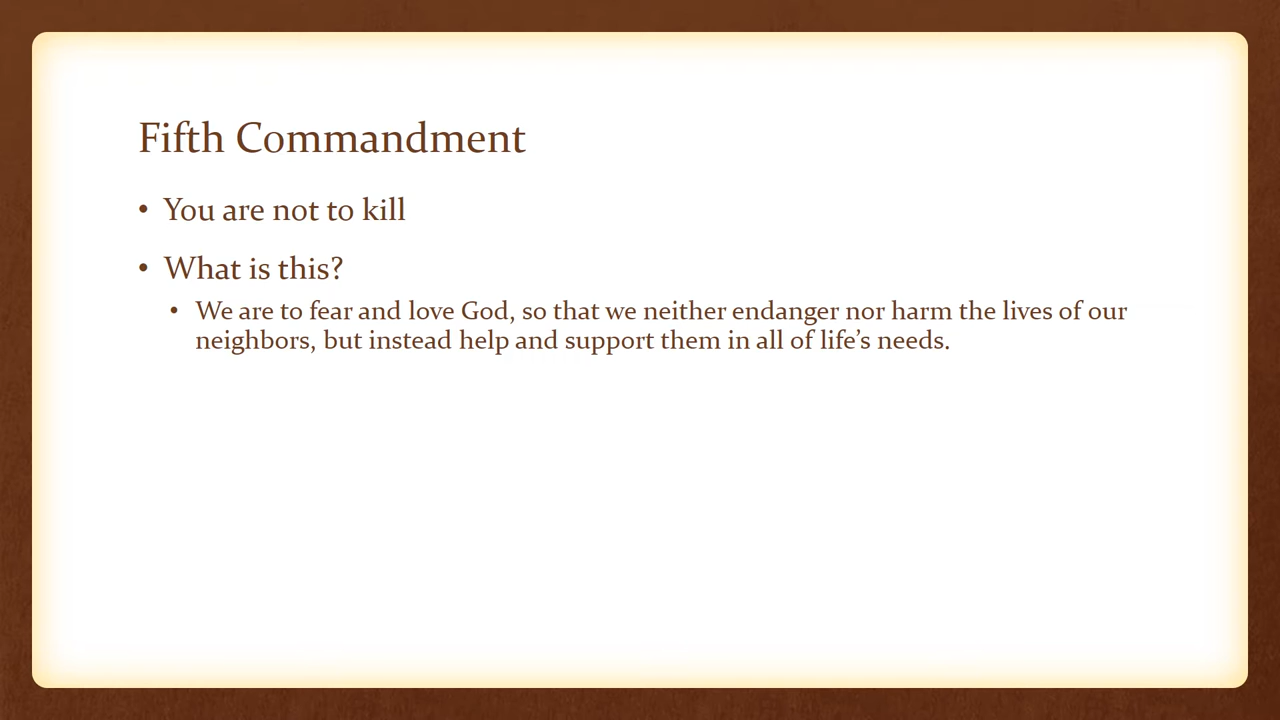 Fifth Commandment
• You are not to kill
• What is this?
• We are to fear and love God, so that we neither endanger nor harm the lives of our
neighbors, but instead help and support them in all of life’s needs.